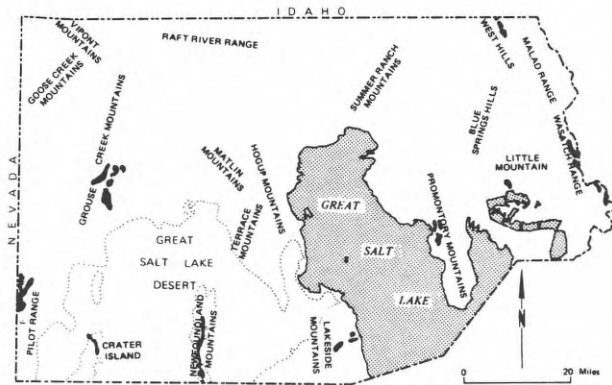 IDAHO
VIPONT
MOUNTAINS
GOOSE CREEK
MOUNTAINS
RAFT RIVER RANGE
SUMMER RANCH
MOUNTAINS
WEST HILLS
MALAD RANGE
WASATCH RANGE
BLUE
SPRINGS HILLS
LITTLE
MOUNTAIN
NEVADA
GROUSE CREEK MOUNTAINS
MATLIN
MOUNTAINS
HOGUP MOUNTAINS
TERRACE
MOUNTAINS
GREAT
SALT
LAKE
PROMONTORY MOUNTAINS
GREAT
SALT LAKE
DESERT
PILOT RANGE
CRATER
ISLAND
NEWFOUNDLAND
MOUNTAINS
LAKESIDE
MOUNTAINS
N
0 20 Miles